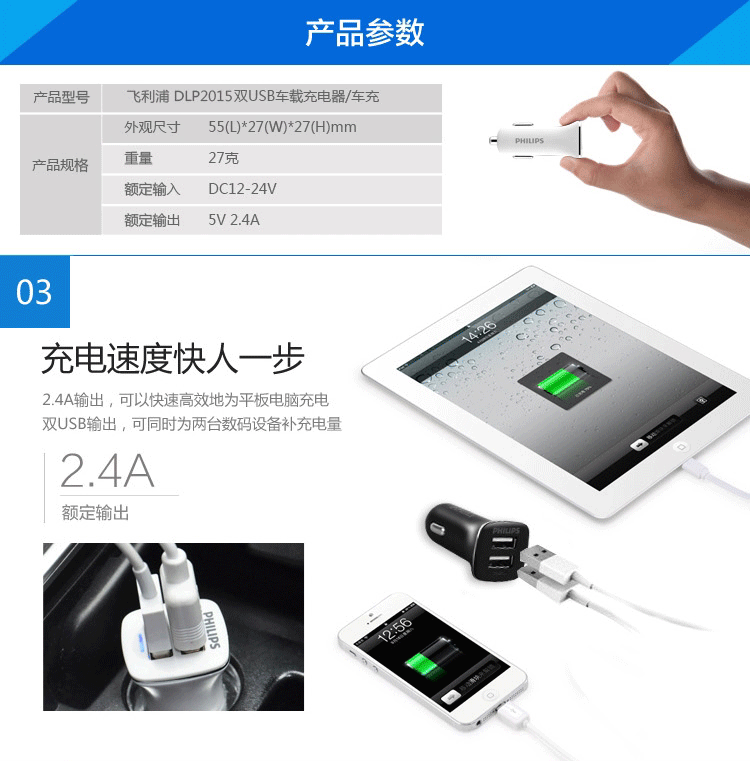 产品参数
产品型号 飞利浦 DLP2015双USB车载充电器/车充
产品规格
外观尺寸 55(L)*27(W)*27(H)mm
重量 27克
额定输入 DC12-24V
额定输出 5V 2.4A
PHILIPS
03
充电速度快人一步
2.4A输出，可以快速高效地为平板电脑充电
双USB输出，可同时为两台数码设备补充电量
2.4A
额定输出
14:26
PHILIPS
PHILIPS
12:56